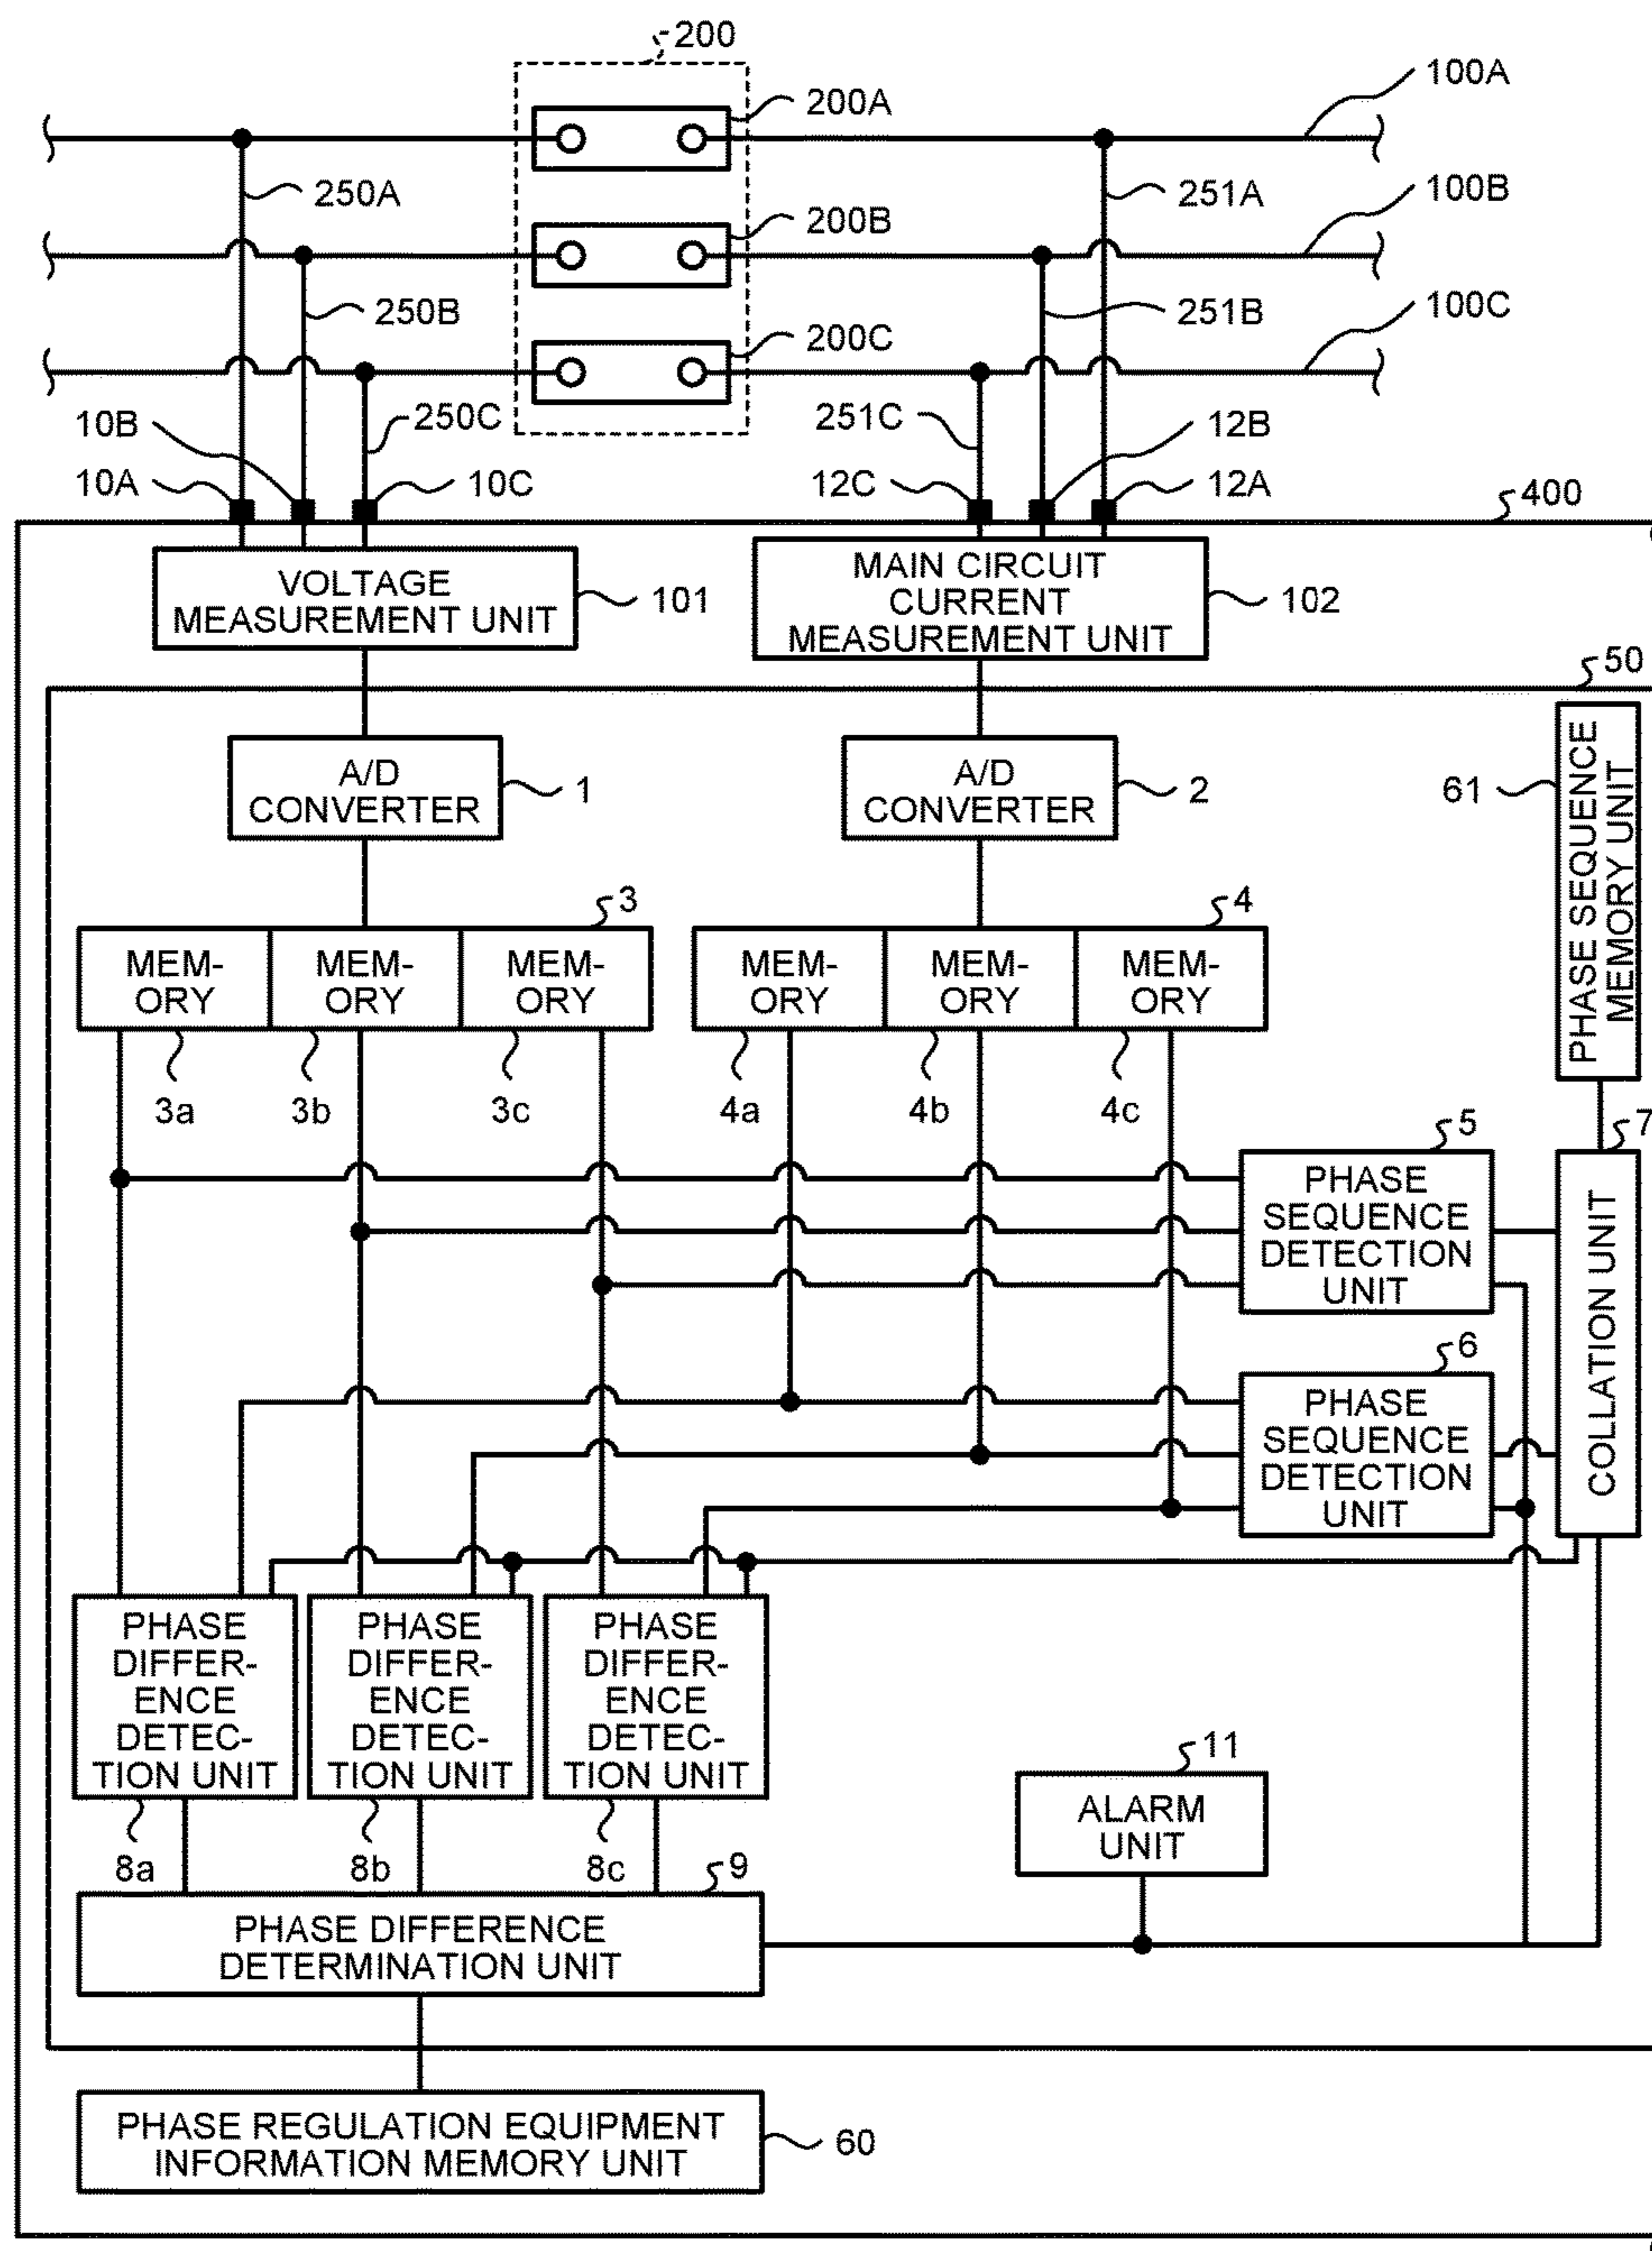 200
100A
200A
250A
251A
100B
200B
250B
251B
100C
200C
10B
250C
251C
12B
10A
10C
12C
12A
400
VOLTAGE
MEASUREMENT UNIT
101
MAIN CIRCUIT
CURRENT
MEASUREMENT UNIT
102
50
A/D
CONVERTER
1
A/D
CONVERTER
2
61
PHASE SEQUENCE
MEMORY UNIT
3
4
MEM-
ORY
MEM-
ORY
MEM-
ORY
MEM-
ORY
MEM-
ORY
MEM-
ORY
3a
3b
3c
4a
4b
4c
5
7
PHASE
SEQUENCE
DETECTION
UNIT
COLLATION UNIT
6
PHASE
SEQUENCE
DETECTION
UNIT
PHASE
DIFFER-
ENCE
DETEC-
TION UNIT
PHASE
DIFFER-
ENCE
DETEC-
TION UNIT
PHASE
DIFFER-
ENCE
DETEC-
TION UNIT
11
ALARM
UNIT
8a
8b
8c
9
PHASE DIFFERENCE
DETERMINATION UNIT
PHASE REGULATION EQUIPMENT
INFORMATION MEMORY UNIT
60